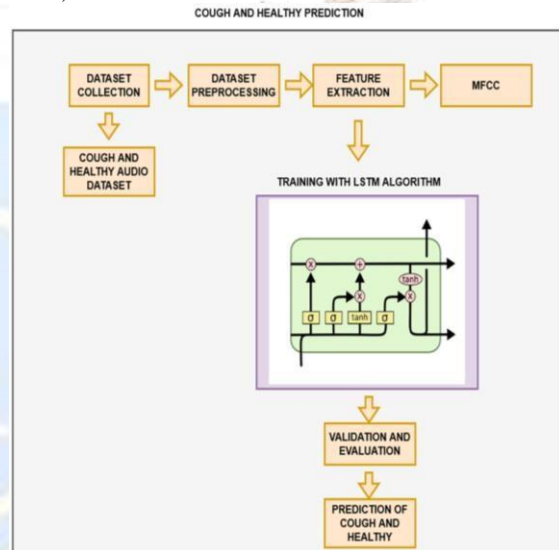 COUGH AND HEALTHY PREDICTION
DATASET
COLLECTION
DATASET
PREPROCESSING
FEATURE
EXTRACTION
MFCC
COUGH AND
HEALTHY AUDIO
DATASET
TRAINING WITH LSTM ALGORITHM
x
+
tanh
x
x
σ
σ
tanh
σ
VALIDATION AND
EVALUATION
PREDICTION OF
COUGH AND
HEALTHY